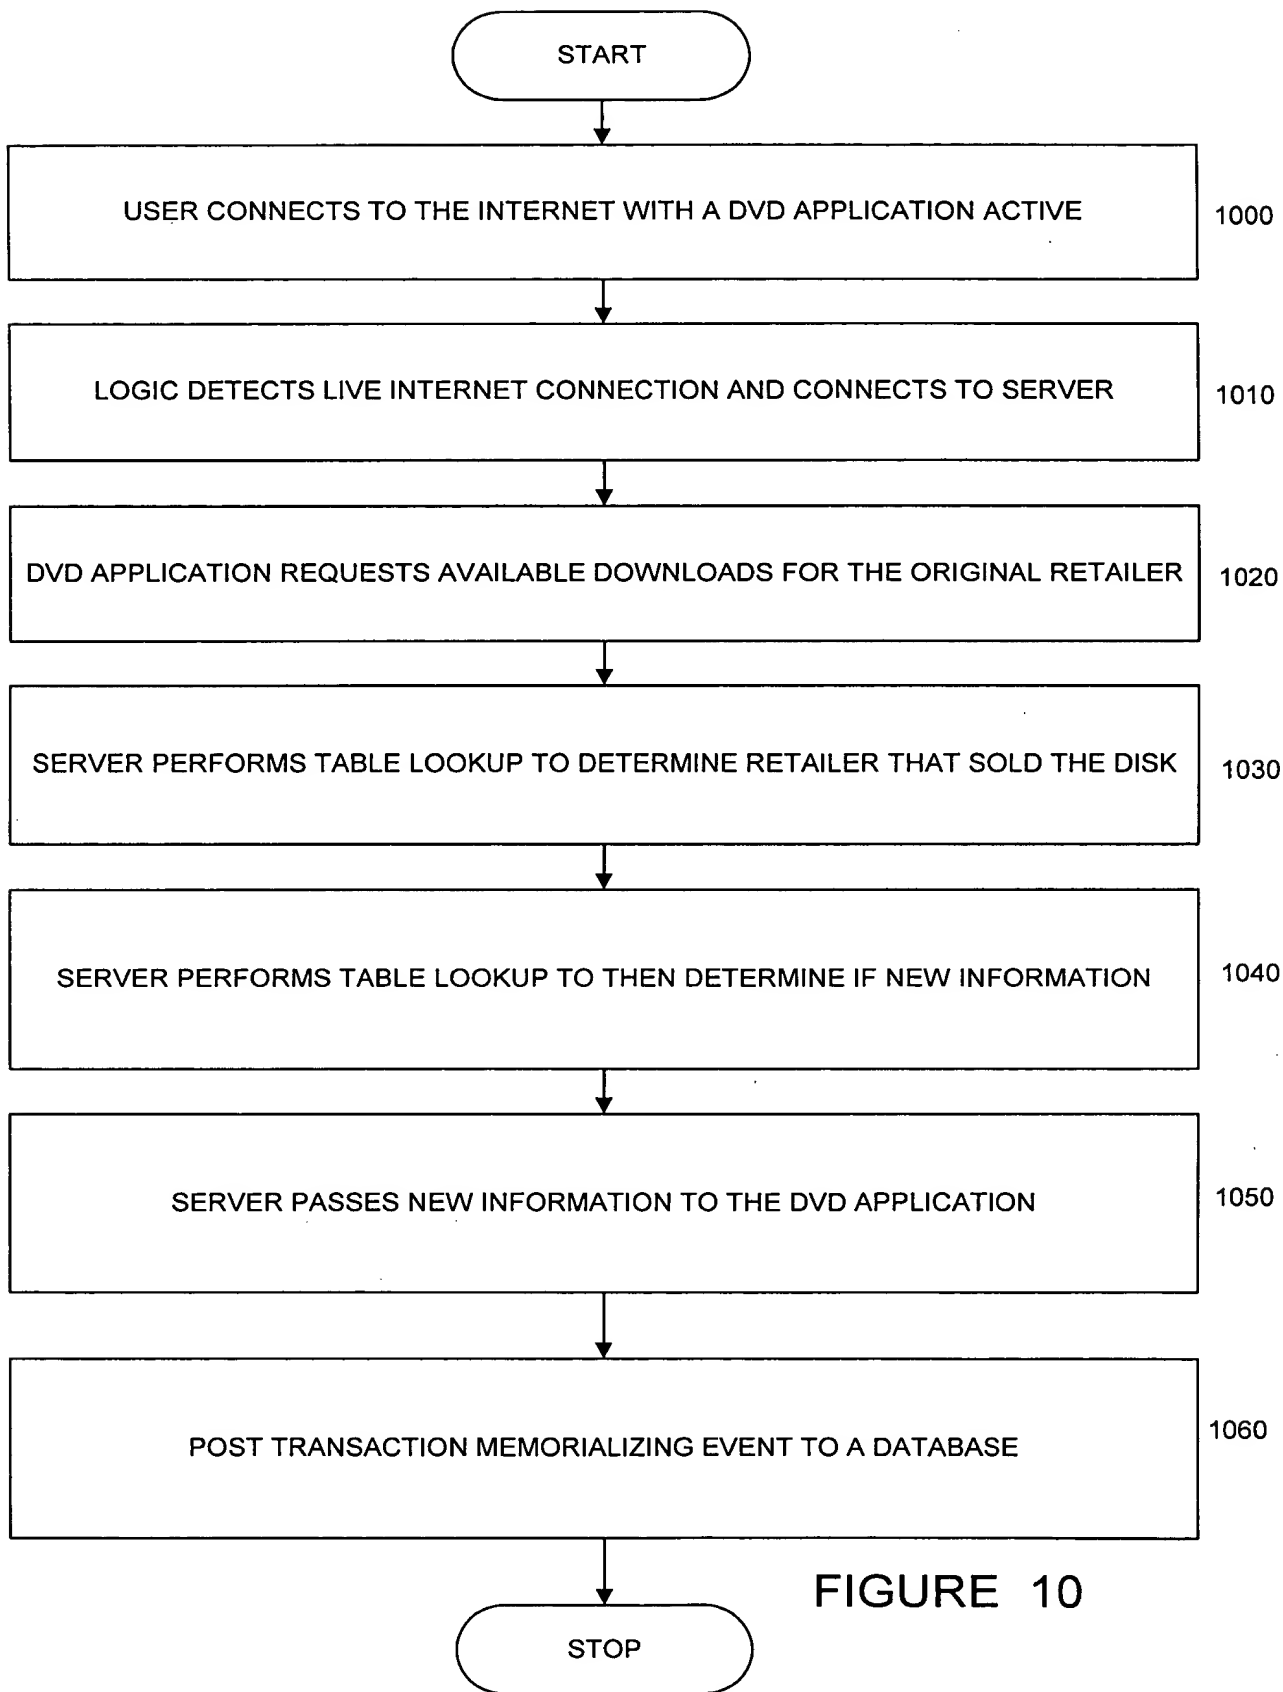 START
USER CONNECTS TO THE INTERNET WITH A DVD APPLICATION ACTIVE
1000
LOGIC DETECTS LIVE INTERNET CONNECTION AND CONNECTS TO SERVER
1010
DVD APPLICATION REQUESTS AVAILABLE DOWNLOADS FOR THE ORIGINAL RETAILER
1020
SERVER PERFORMS TABLE LOOKUP TO DETERMINE RETAILER THAT SOLD THE DISK
1030
SERVER PERFORMS TABLE LOOKUP TO THEN DETERMINE IF NEW INFORMATION
1040
SERVER PASSES NEW INFORMATION TO THE DVD APPLICATION
1050
POST TRANSACTION MEMORIALIZING EVENT TO A DATABASE
1060
FIGURE 10
STOP